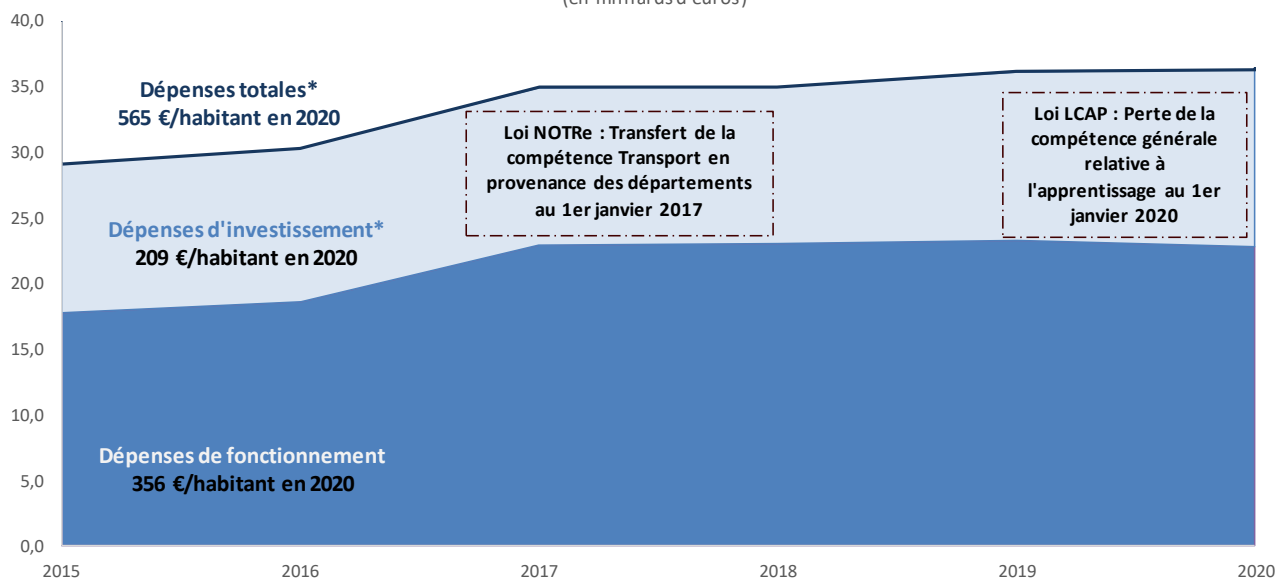 (en milliards d'euros)
40,0
35,0
30,0
25,0
20,0
15,0
10,0
5,0
0,0
Dépenses totales*
565 €/habitant en 2020
Dépenses d'investissement*
209 €/habitant en 2020
Dépenses de fonctionnement
356 €/habitant en 2020
Loi NOTRe : Transfert de la
compétence Transport en
provenance des départements
au 1er janvier 2017
Loi LCAP : Perte de la
compétence générale
relative à
l'apprentissage au 1er
janvier 2020
2015
2016
2017
2018
2019
2020